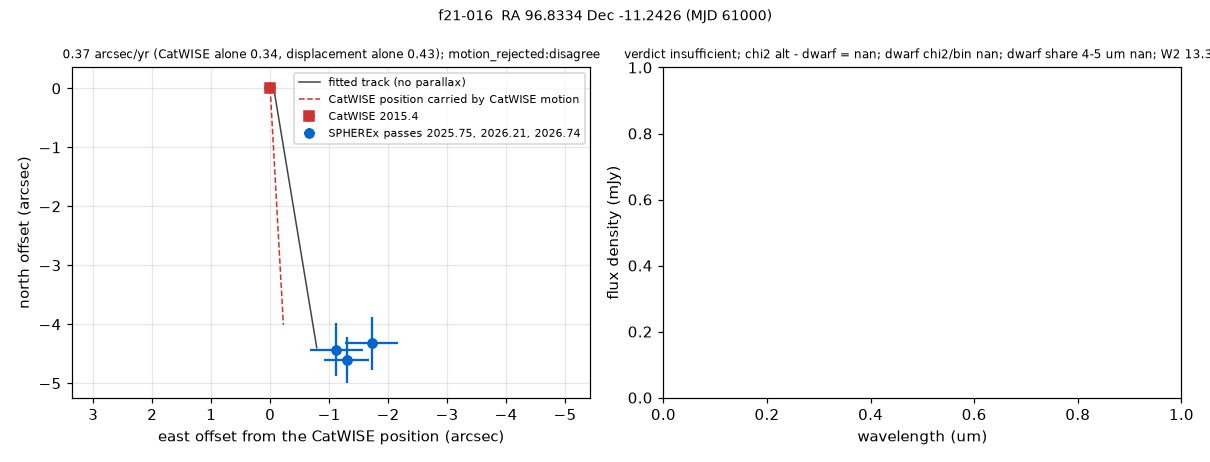 f21-016  RA 96.8334 Dec -11.2426 (MJD 61000)
0.37 arcsec/yr (CatWISE alone 0.34, displacement alone 0.43); motion_rejected:disagree
verdict insufficient; chi2 alt - dwarf = nan; dwarf chi2/bin nan; dwarf share 4-5 um nan; W2 13.3
fitted track (no parallax)
CatWISE position carried by CatWISE motion
CatWISE 2015.4
SPHEREx passes 2025.75, 2026.21, 2026.74
0
−1
−2
−3
−4
−5
north offset (arcsec)
3 2 1 0 −1 −2 −3 −4 −5
east offset from the CatWISE position (arcsec)
1.0
0.8
0.6
0.4
0.2
0.0
flux density (mJy)
0.0 0.2 0.4 0.6 0.8 1.0
wavelength (um)